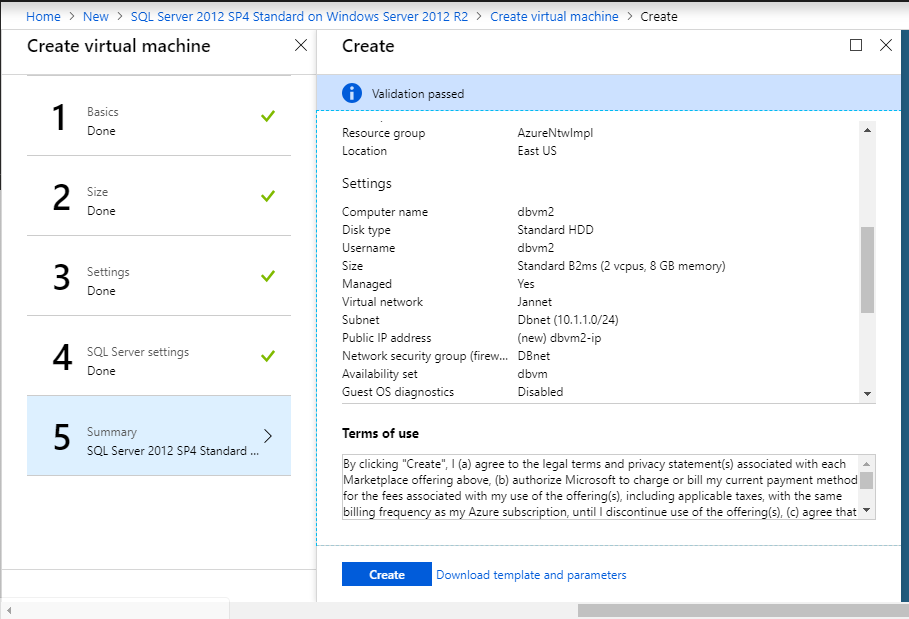 Home > New > SQL Server 2012 SP4 Standard on Windows Server 2012 R2 > Create virtual machine > Create
Create virtual machine
1
Basics
Done
2
Size
Done
3
Settings
Done
4
SQL Server settings
Done
5
Summary
SQL Server 2012 SP4 Standard ...
Create
Validation passed
Resource group AzureNtwImpl
Location East US
Settings
Computer name dbvm2
Disk type Standard HDD
Username dbvm2
Size Standard B2ms (2 vcpus, 8 GB memory)
Managed Yes
Virtual network Jannet
Subnet Dbnet (10.1.1.0/24)
Public IP address (new) dbvm2-ip
Network security group (firew... DBnet
Availability set dbvm
Guest OS diagnostics Disabled
Terms of use
By clicking "Create", I (a) agree to the legal terms and privacy statement(s) associated with each
Marketplace offering above, (b) authorize Microsoft to charge or bill my current payment method
for the fees associated with my use of the offering(s), including applicable taxes, with the same
billing frequency as my Azure subscription, until I discontinue use of the offering(s), (c) agree that
Create
Download template and parameters